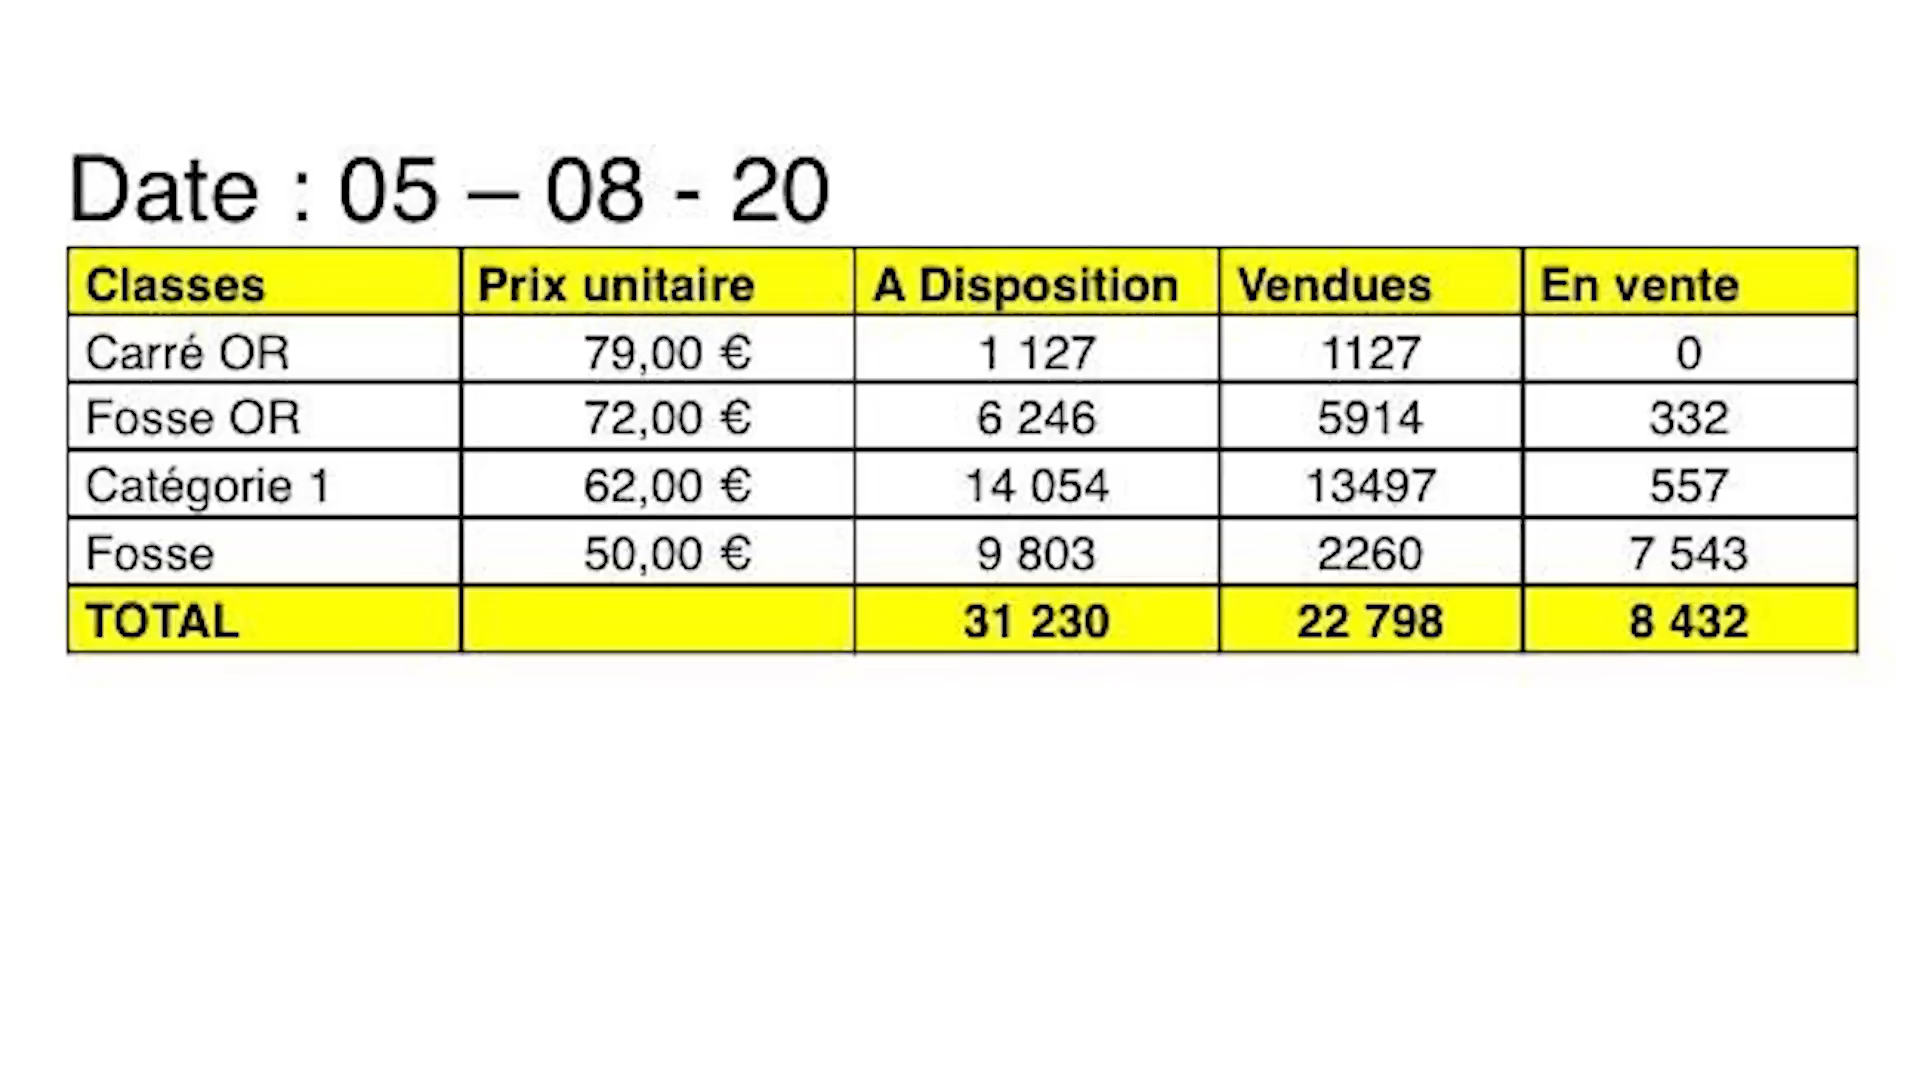 Date : 05 – 08 - 20
Classes Prix unitaire A Disposition Vendues En vente
Carré OR 79,00 € 1 127 1127 0
Fosse OR 72,00 € 6 246 5914 332
Catégorie 1 62,00 € 14 054 13497 557
Fosse 50,00 € 9 803 2260 7 543
TOTAL 31 230 22 798 8 432